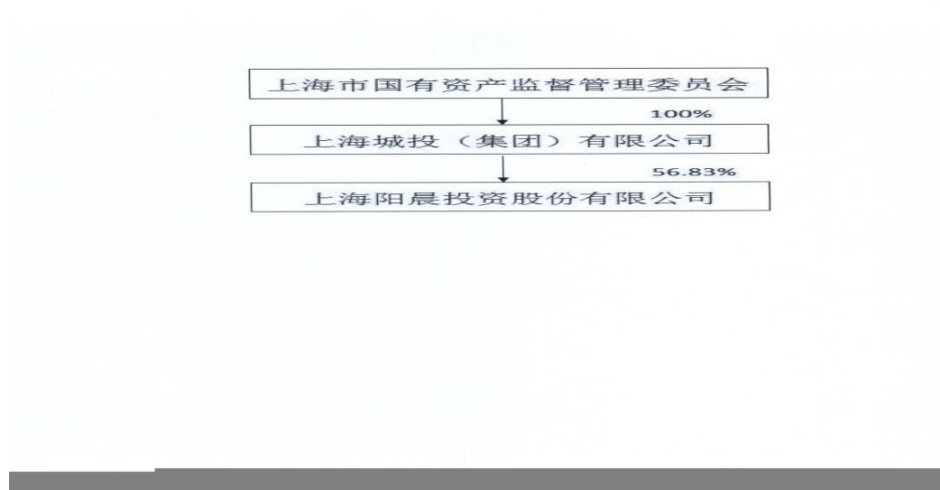 上海市国有资产监督管理委员会
100%
上海城投（集团）有限公司
56.83%
上海阳晨投资股份有限公司